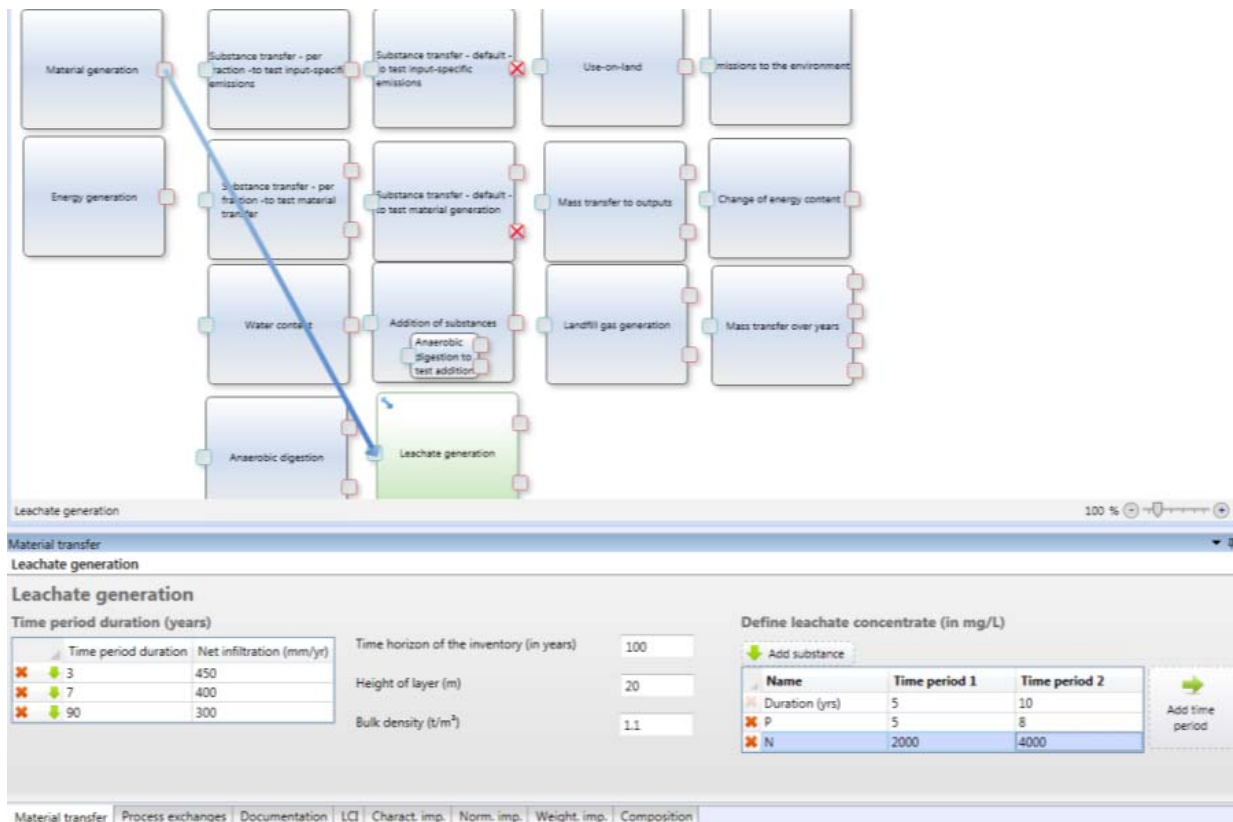 Material generation
Substance transfer - per
fraction -to test input-specifi
emissions
Substance transfer - default -
to test input-specific
emissions
Use-on-land
missions to the environment
Energy generation
Substance transfer - per
fraction -to test material
transfer
Substance transfer - default -
to test material generation
Mass transfer to outputs
Change of energy content
Water content
Addition of substances
Anaerobic
digestion to
test addition
Landfill gas generation
Mass transfer over years
Anaerobic digestion
Leachate generation
Leachate generation
100 %
Material transfer
Leachate generation
Leachate generation
Time period duration (years)
Time period duration Net infiltration (mm/yr)
3 450
7 400
90 300
Time horizon of the inventory (in years) 100
Height of layer (m) 20
Bulk density (t/m³) 1.1
Define leachate concentrate (in mg/L)
Add substance
Name Time period 1 Time period 2
Duration (yrs) 5 10
P 5 8
N 2000 4000
Add time
period
Material transfer Process exchanges Documentation LCI Charact. imp. Norm. imp. Weight. imp. Composition